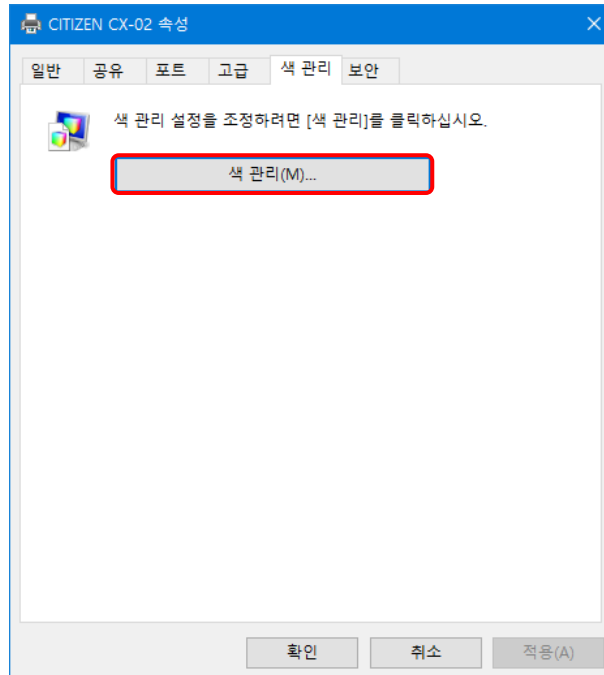 CITIZEN CX-02 속성
일반 공유 포트 고급 색 관리 보안
색 관리 설정을 조정하려면 [색 관리]를 클릭하십시오.
색 관리(M)...
확인 취소 적용(A)